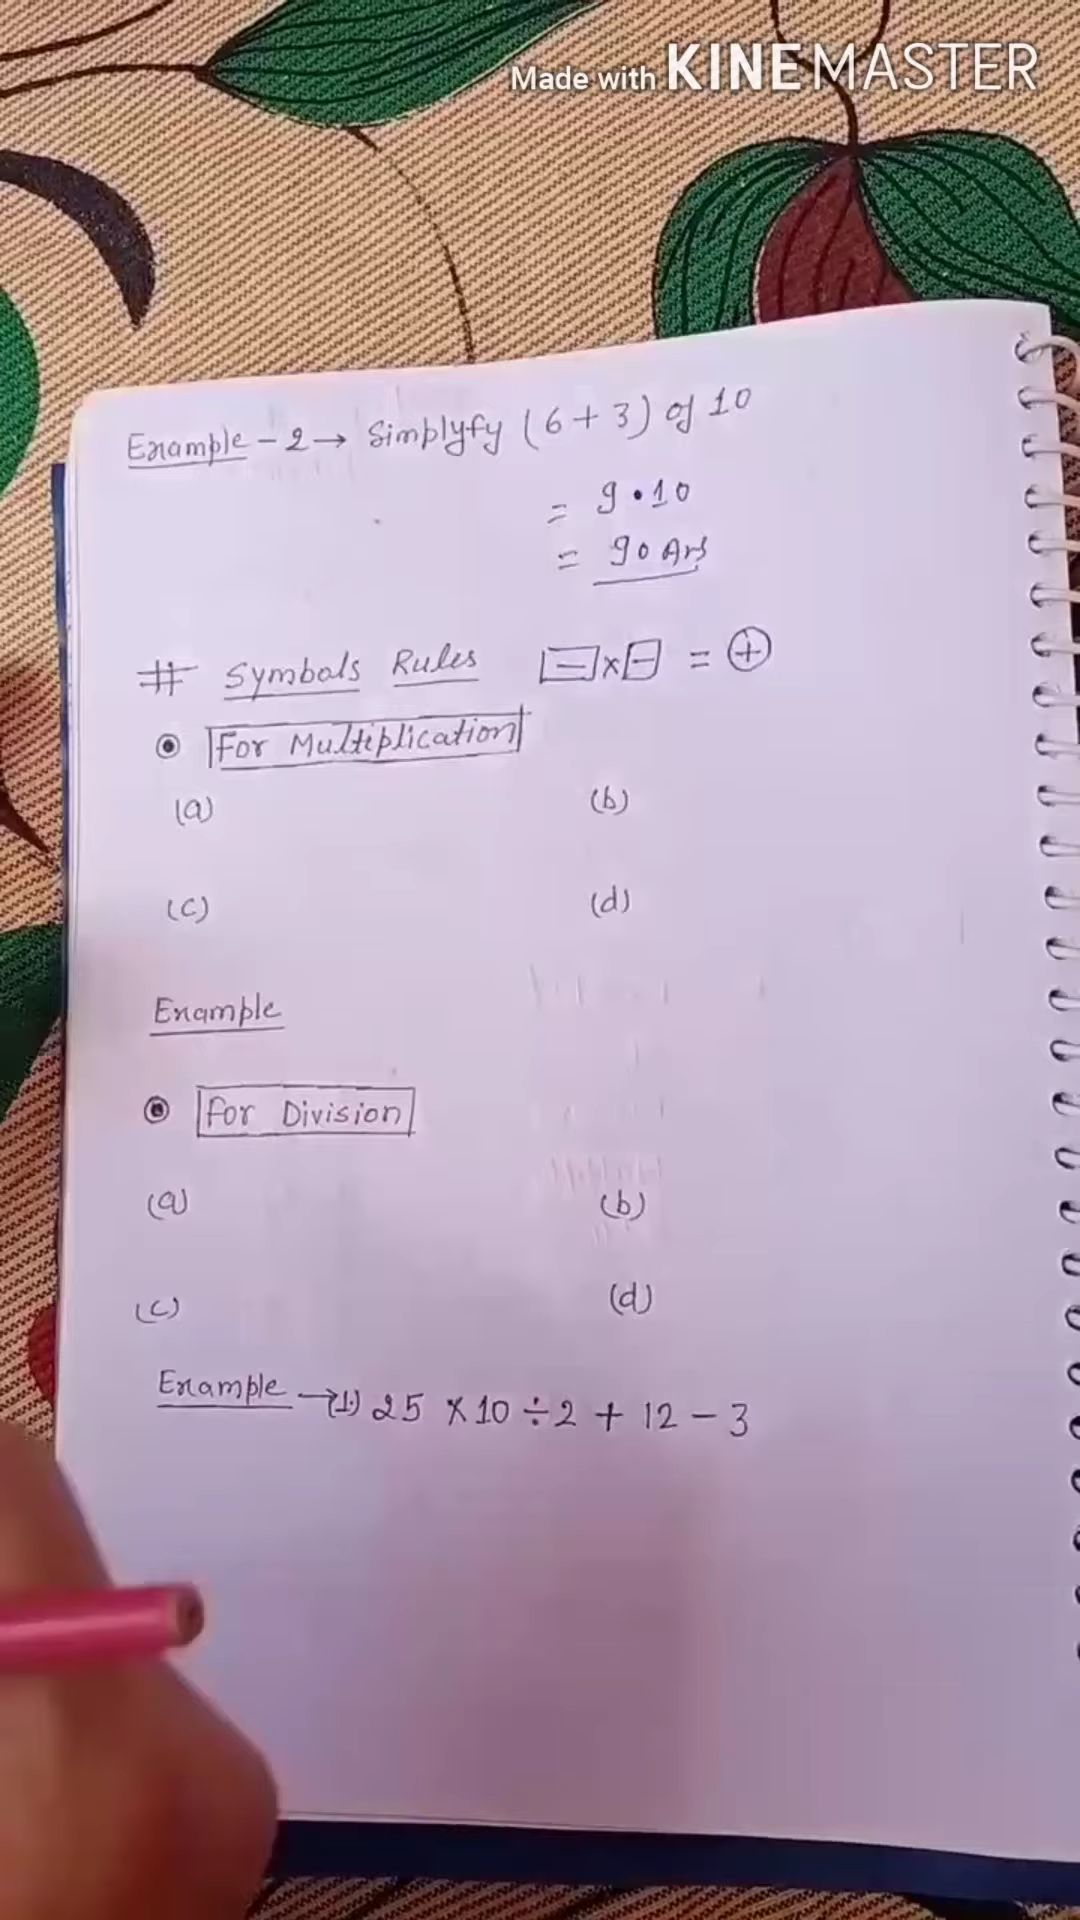 Made with KINEMASTER
Example - 2 → Simplyfy (6 + 3) of 10
= 9 • 10
= 90 Ans
# Symbols Rules [-] x [-] = ⊕
⦿ For Multiplication
(a) (b)
(c) (d)
Example
⦿ For Division
(a) (b)
(c) (d)
Example → (1) 25 × 10 ÷ 2 + 12 - 3